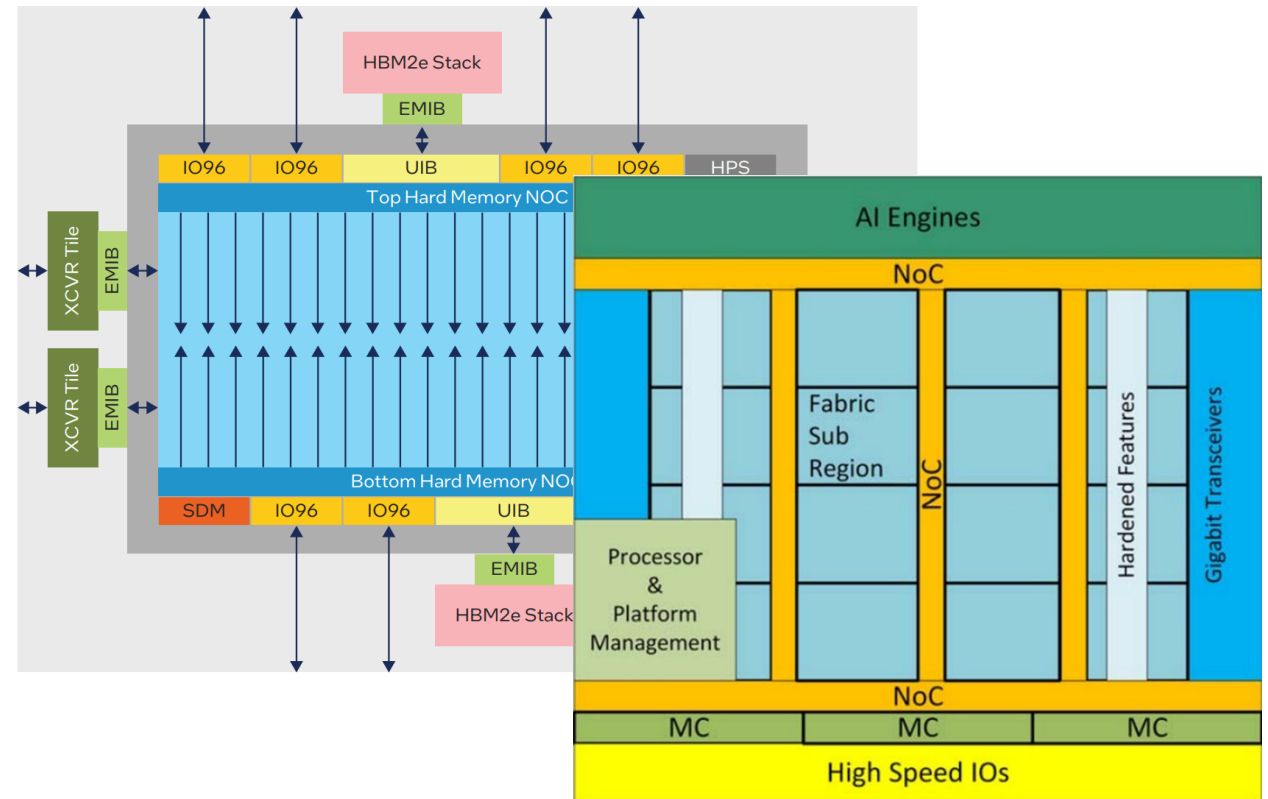 HBM2e Stack
EMIB
IO96
IO96
UIB
IO96
IO96
HPS
Top Hard Memory NOC
XCVR Tile
EMIB
XCVR Tile
EMIB
Bottom Hard Memory NOC
SDM
IO96
IO96
UIB
EMIB
HBM2e Stack
AI Engines
NoC
Fabric
Sub
Region
NoC
Hardened Features
Gigabit Transceivers
Processor
&
Platform
Management
NoC
MC
MC
MC
High Speed IOs